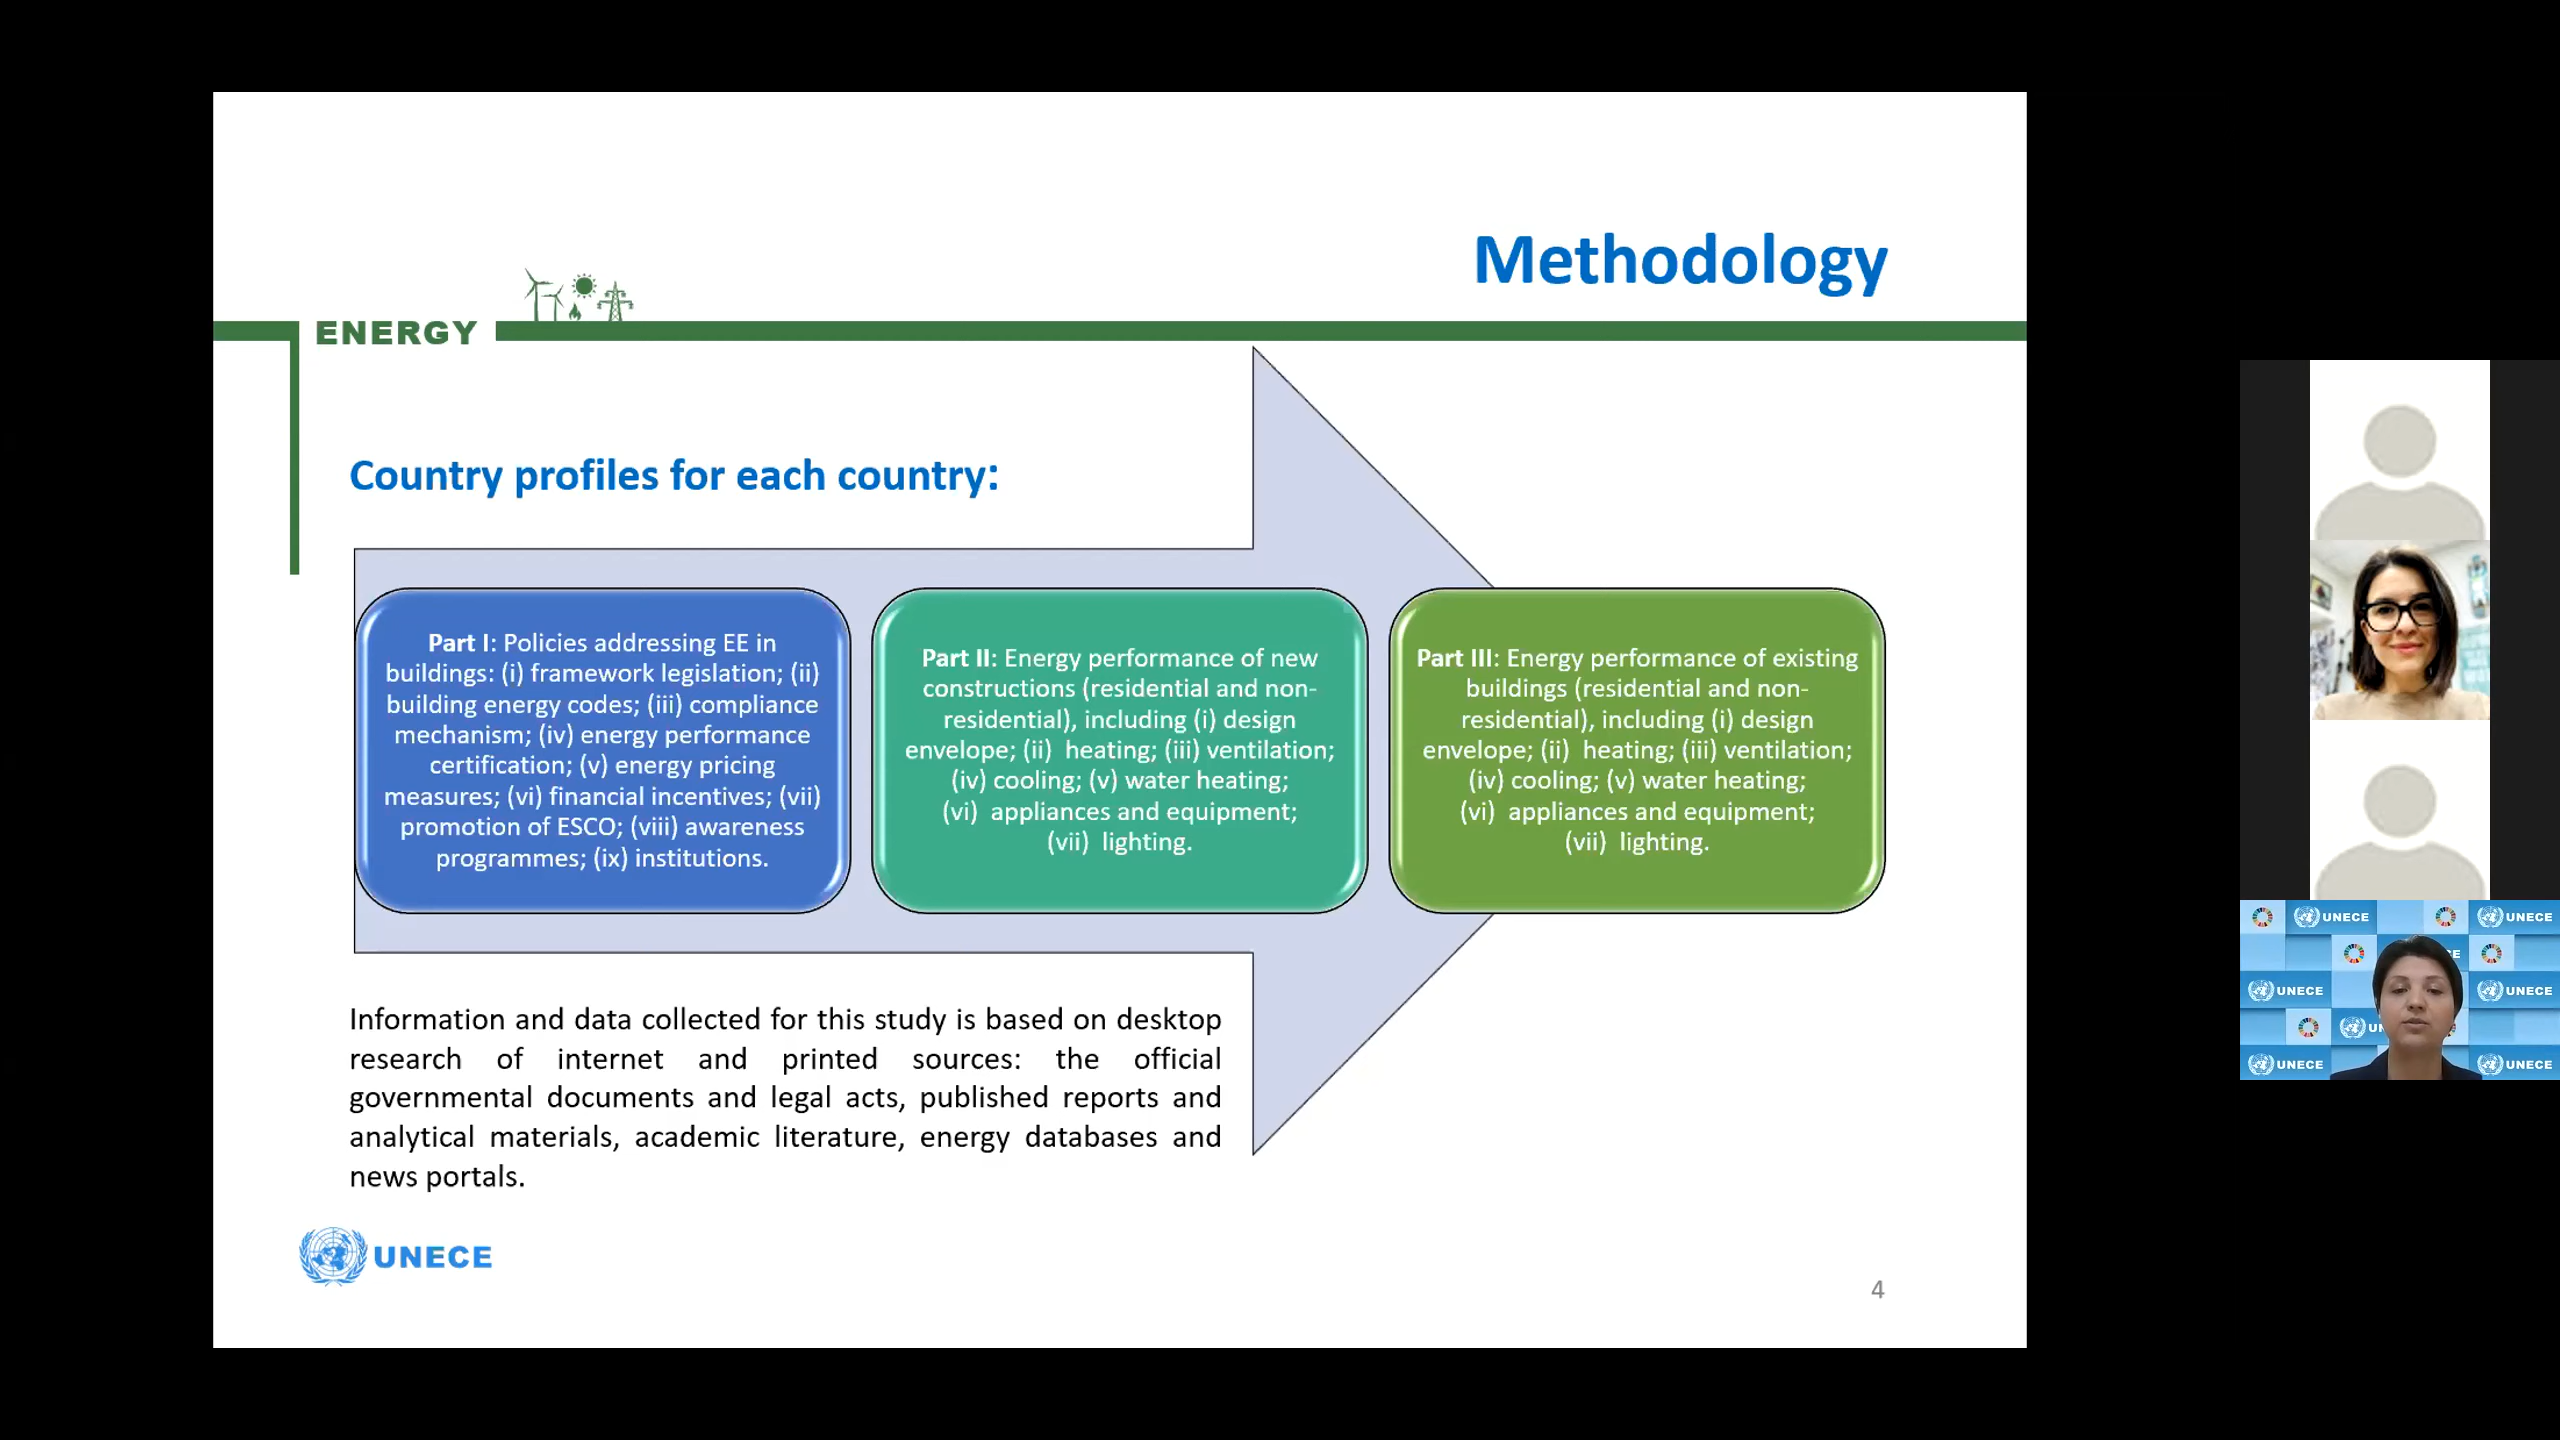 Methodology
ENERGY
Country profiles for each country:
Part I: Policies addressing EE in
buildings: (i) framework legislation; (ii)
building energy codes; (iii) compliance
mechanism; (iv) energy performance
certification; (v) energy pricing
measures; (vi) financial incentives; (vii)
promotion of ESCO; (viii) awareness
programmes; (ix) institutions.
Part II: Energy performance of new
constructions (residential and non-
residential), including (i) design
envelope; (ii) heating; (iii) ventilation;
(iv) cooling; (v) water heating;
(vi) appliances and equipment;
(vii) lighting.
Part III: Energy performance of existing
buildings (residential and non-
residential), including (i) design
envelope; (ii) heating; (iii) ventilation;
(iv) cooling; (v) water heating;
(vi) appliances and equipment;
(vii) lighting.
Information and data collected for this study is based on desktop
research of internet and printed sources: the official
governmental documents and legal acts, published reports and
analytical materials, academic literature, energy databases and
news portals.
UNECE
4
UNECE UNECE
CE
UNECE UNECE
UN
UNECE UNECE